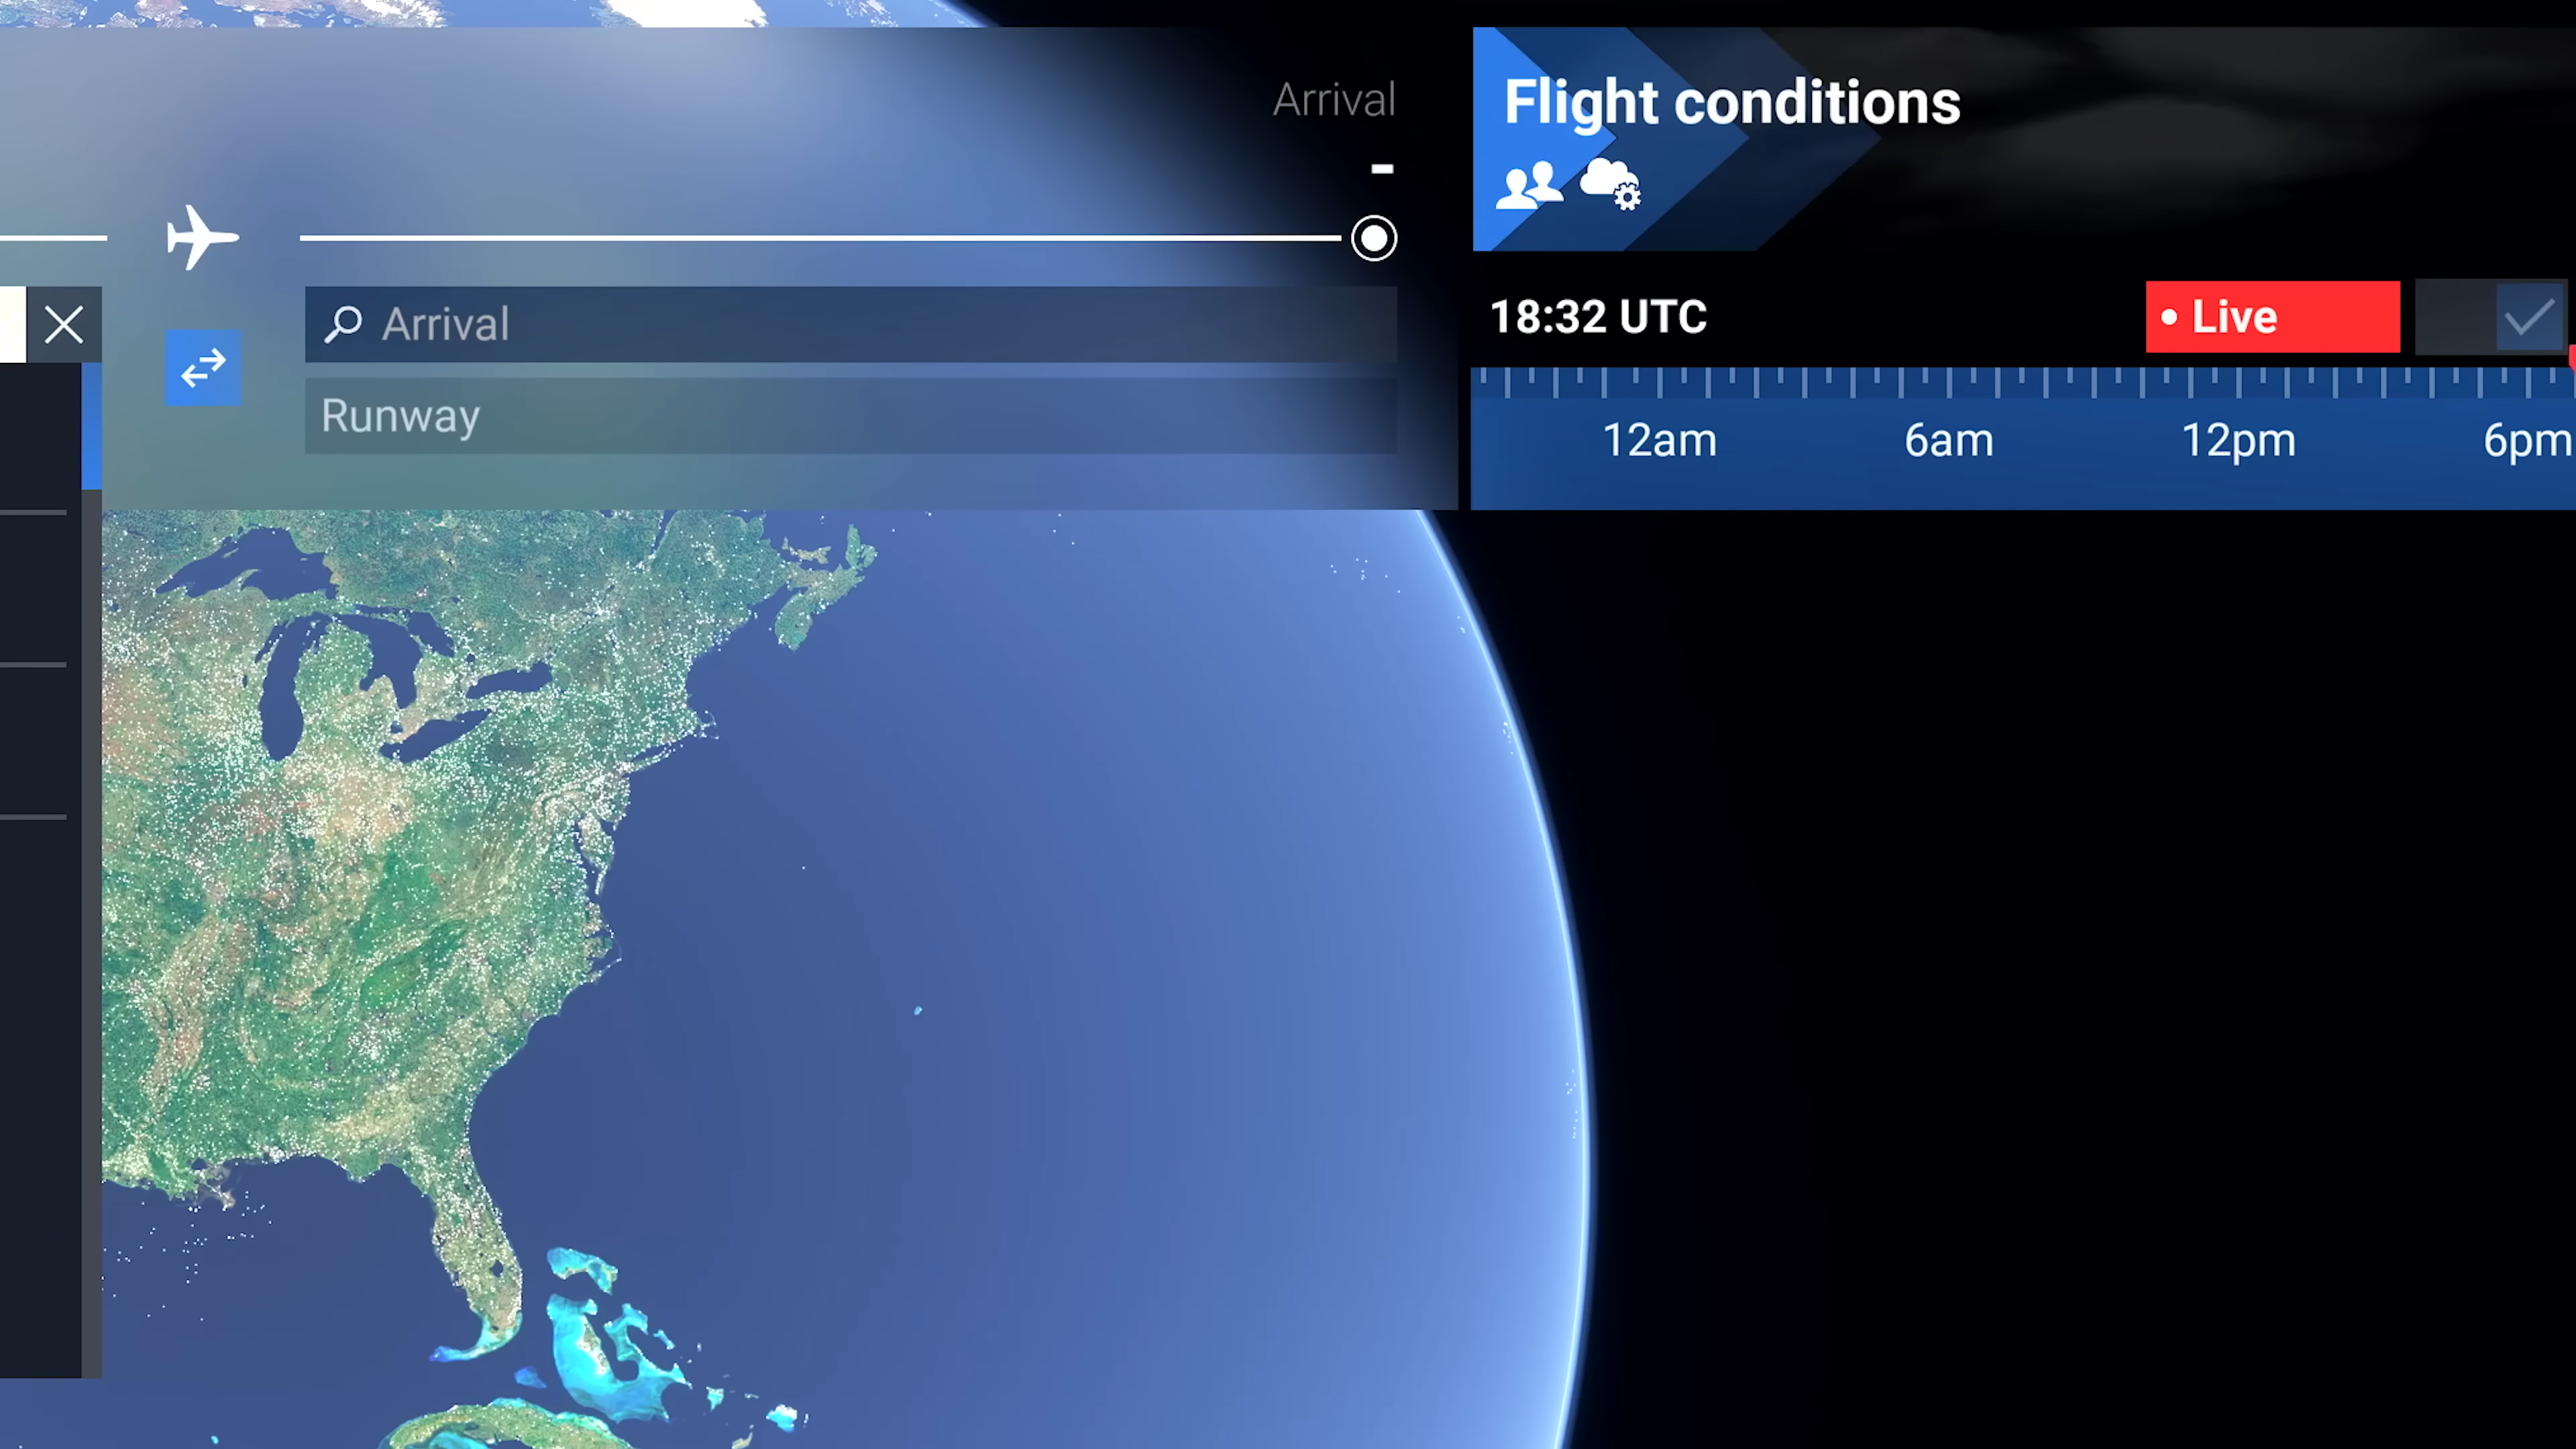 Arrival
-
Arrival
Runway
Flight conditions
18:32 UTC
Live
12am 6am 12pm 6pm